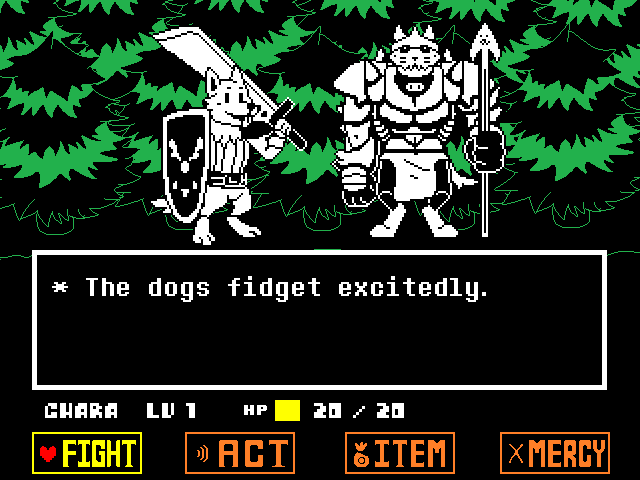 * The dogs fidget excitedly.
CHARA LV 1 HP 20 / 20
FIGHT ACT ITEM MERCY